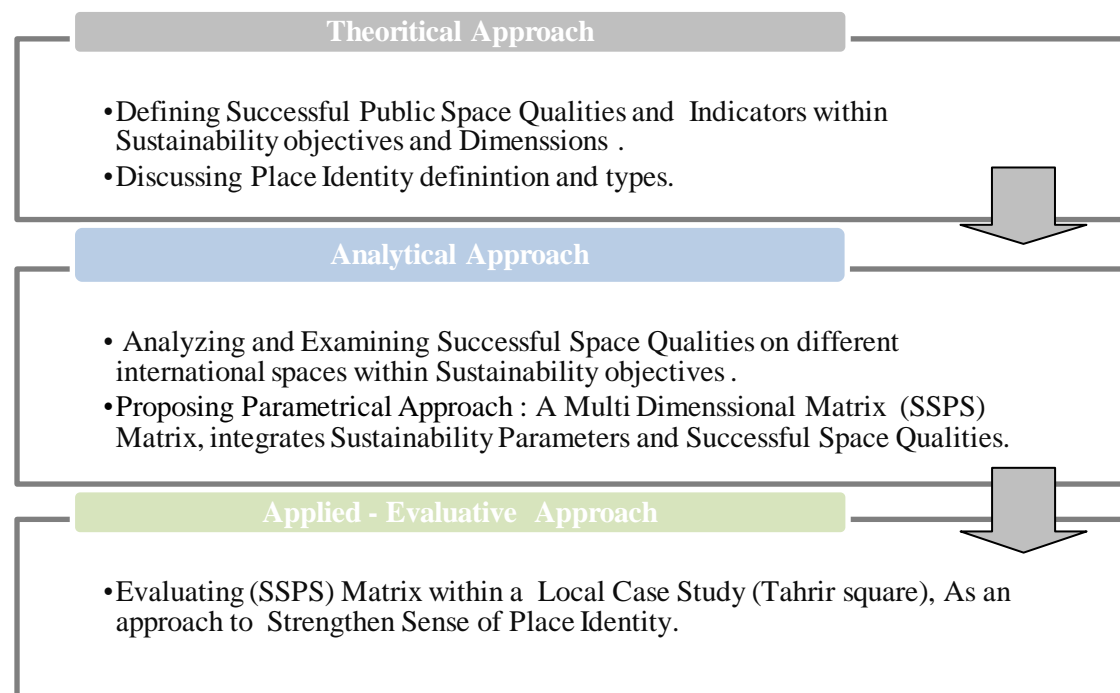 Theoritical Approach
•Defining Successful Public Space Qualities and Indicators within
Sustainability objectives and Dimenssions .
•Discussing Place Identity definintion and types.
Analytical Approach
• Analyzing and Examining Successful Space Qualities on different
international spaces within Sustainability objectives .
•Proposing Parametrical Approach : A Multi Dimenssional Matrix (SSPS)
Matrix, integrates Sustainability Parameters and Successful Space Qualities.
Applied - Evaluative Approach
•Evaluating (SSPS) Matrix within a Local Case Study (Tahrir square), As an
approach to Strengthen Sense of Place Identity.